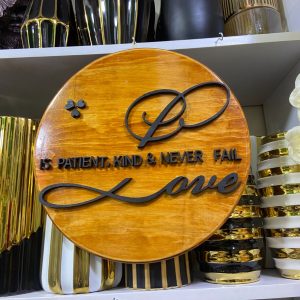 IS PATIENT, KIND & NEVER FAIL
Love